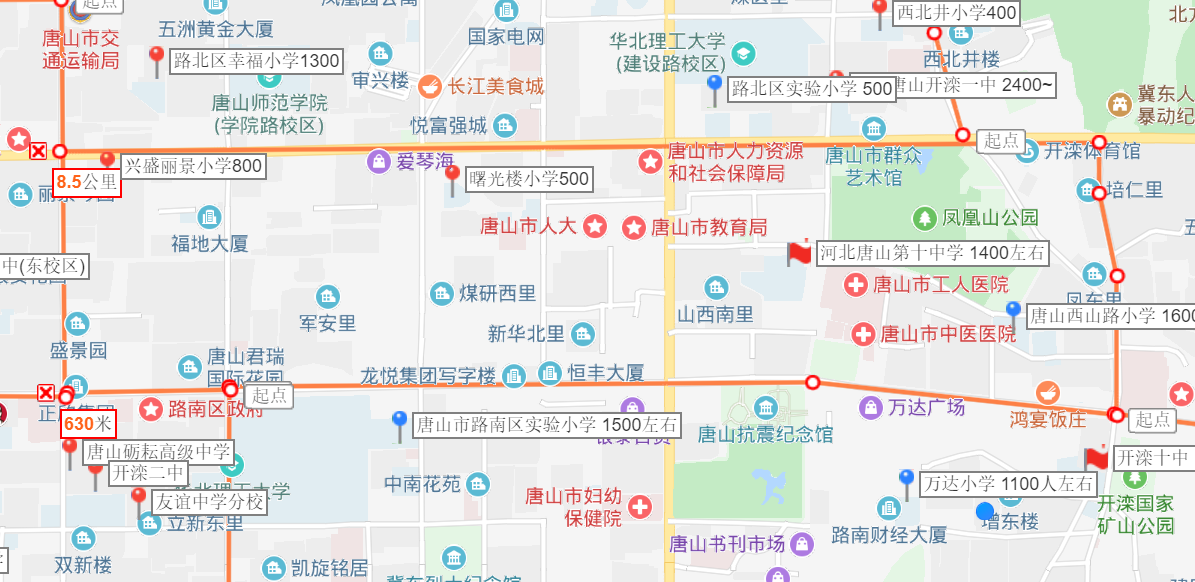 起点
五洲黄金大厦
国家电网
西北井小学400
唐山市交
通运输局
路北区幸福小学1300
审兴楼
长江美食城
华北理工大学
(建设路校区)
西北井楼
路北区实验小学 500
唐山开滦一中 2400~
冀东人
暴动纪
唐山师范学院
(学院路校区)
悦富强城
起点
开滦体育馆
兴盛丽景小学800
爱琴海
唐山市人力资源
和社会保障局
唐山市群众
艺术馆
8.5公里
曙光楼小学500
培仁里
福地大厦
唐山市人大
唐山市教育局
凤凰山公园
中(东校区)
河北唐山第十中学 1400左右
煤研西里
山西南里
唐山市工人医院
凤东里
军安里
唐山西山路小学 1600
盛景园
新华北里
唐山市中医医院
唐山君瑞
国际花园
龙悦集团写字楼
恒丰大厦
起点
路南区政府
万达广场
鸿宴饭庄
起点
630米
唐山市路南区实验小学 1500左右
唐山抗震纪念馆
唐山砺耘高级中学
开滦二中
开滦十中
友谊中学分校
中南花苑
万达小学 1100人左右
唐山市妇幼
保健院
立新东里
增东楼
开滦国家
矿山公园
路南财经大厦
双新楼
唐山书刊市场
凯旋铭居